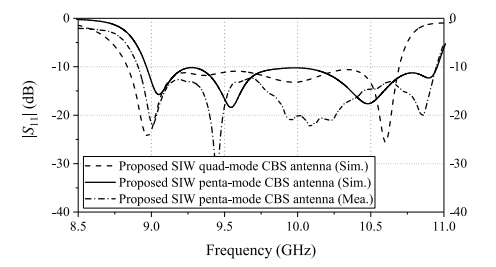 0
0
-10
-10
-20
-20
-30
-30
-40
-40
|S11| (dB)
Proposed SIW quad-mode CBS antenna (Sim.)
Proposed SIW penta-mode CBS antenna (Sim.)
Proposed SIW penta-mode CBS antenna (Mea.)
8.5 9.0 9.5 10.0 10.5 11.0
Frequency (GHz)